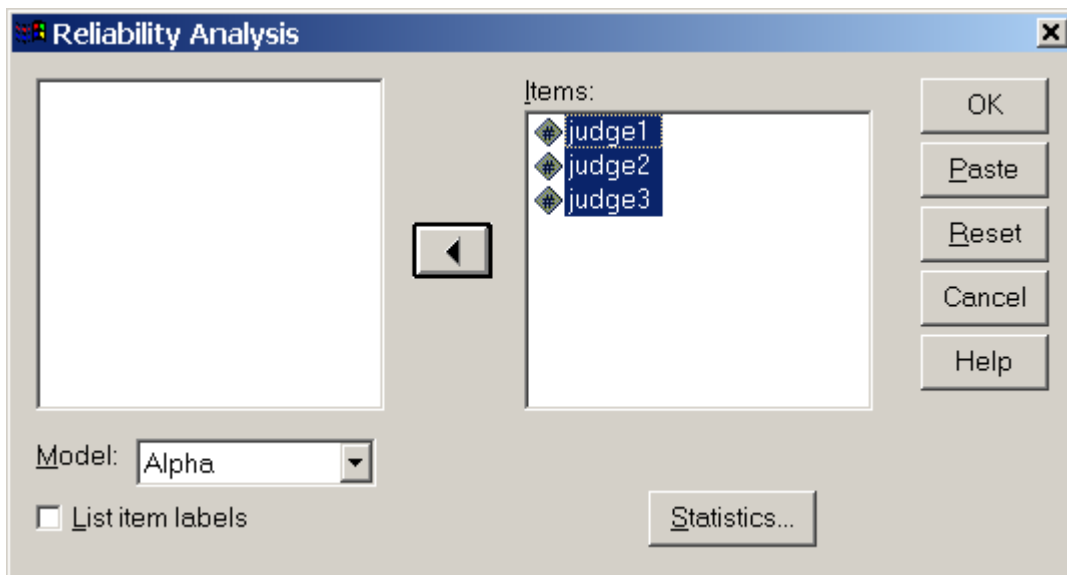 Reliability Analysis
Items:
judge1
judge2
judge3
OK
Paste
Reset
Cancel
Help
Model:
Alpha
List item labels
Statistics...